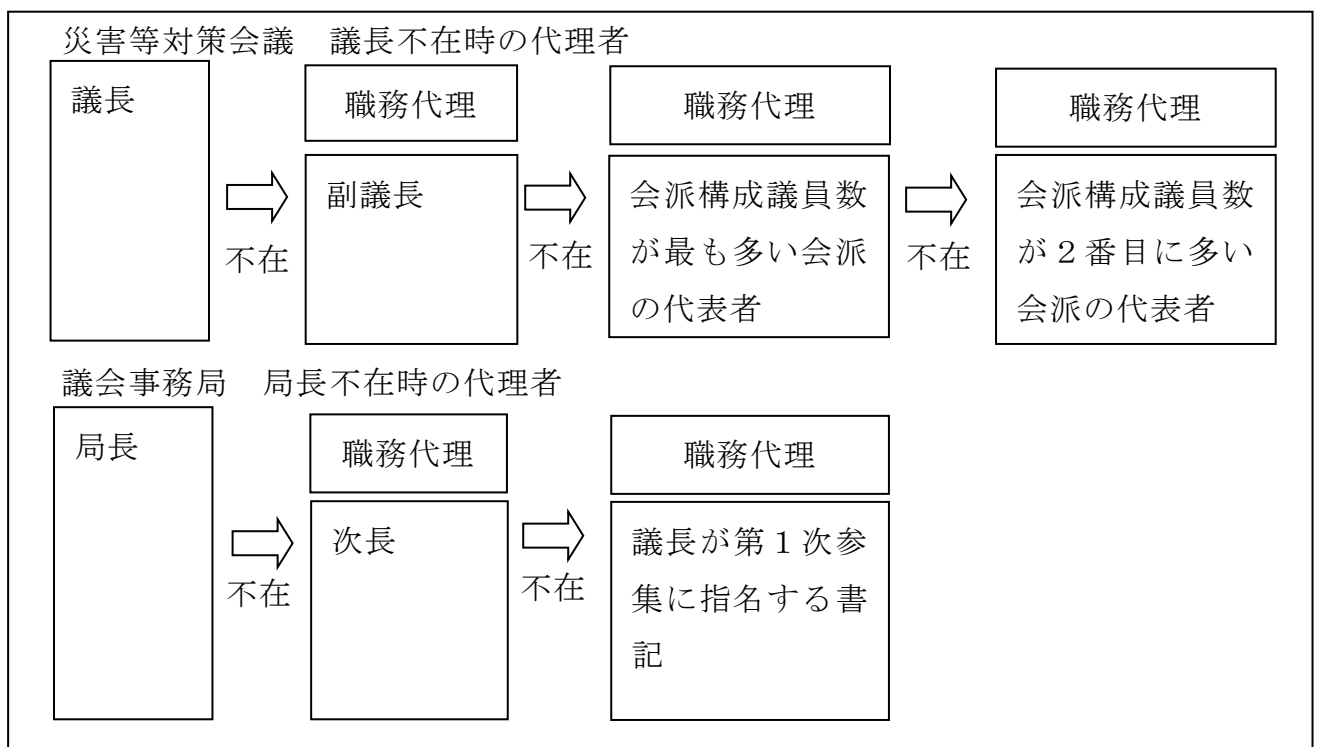 災害等対策会議　議長不在時の代理者
議長
職務代理
職務代理
職務代理
副議長
会派構成議員数
が最も多い会派
の代表者
会派構成議員数
が２番目に多い
会派の代表者
不在
不在
不在
議会事務局　局長不在時の代理者
局長
職務代理
職務代理
次長
議長が第１次参
集に指名する書
記
不在
不在